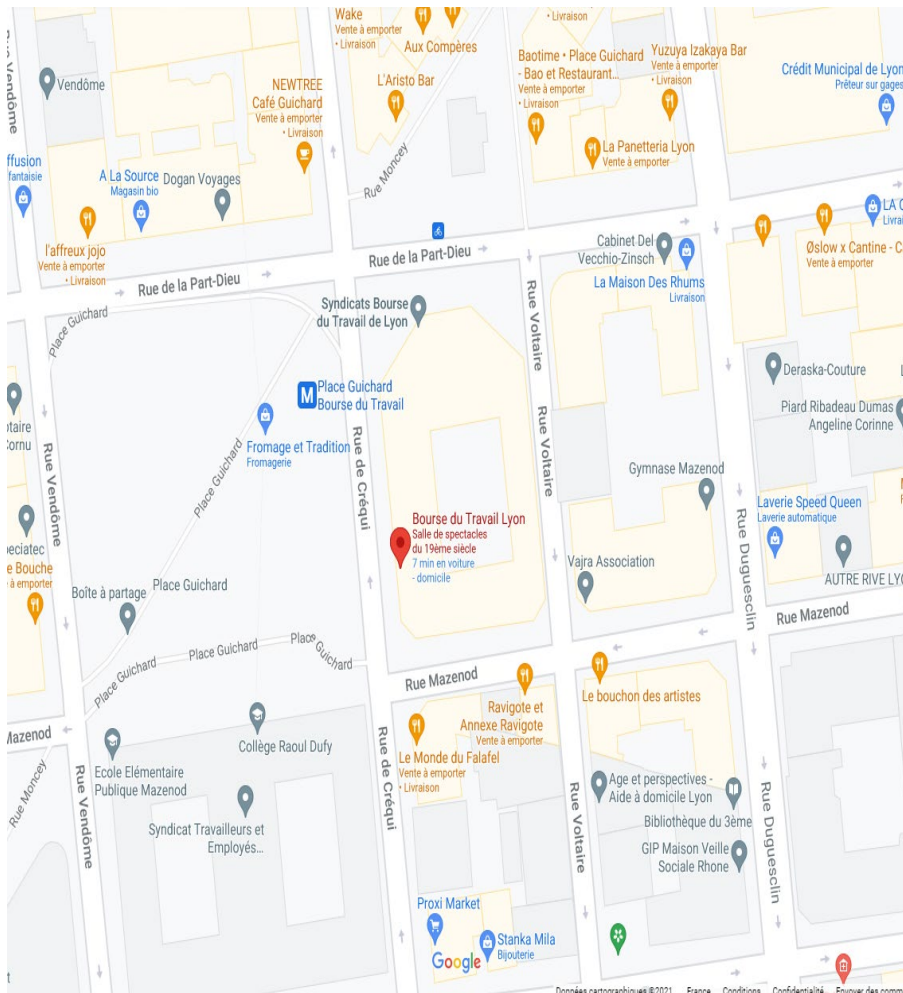 Wake
Vente à emporter
• Livraison
Aux Compères
• Livraison
Vendôme
NEWTREE
Café Guichard
Vente à emporter
• Livraison
L'Aristo Bar
Baotime • Place Guichard
- Bao et Restaurant...
Vente à emporter
• Livraison
Yuzuya Izakaya Bar
Vente à emporter
• Livraison
Crédit Municipal de Lyon
Prêteur sur gages
La Panetteria Lyon
Vente à emporter
Rue Moncey
ffusion
fantaisie
A La Source
Magasin bio
Dogan Voyages
l'affreux jojo
Vente à emporter
• Livraison
Rue de la Part-Dieu
Rue de la Part-Dieu
Cabinet Del
Vecchio-Zinsch
La Maison Des Rhums
Livraison
Øslow x Cantine - C
Vente à emporter
Place Guichard
Syndicats Bourse
du Travail de Lyon
Rue Voltaire
M
Place Guichard
Bourse du Travail
Deraska-Couture
Piard Ribadeau Dumas
Angeline Corinne
otaire
Cornu
Fromage et Tradition
Fromagerie
Rue Vendôme
Place Guichard
Rue de Créqui
Rue Voltaire
Gymnase Mazenod
Laverie Speed Queen
Laverie automatique
Rue Duguesclin
Bourse du Travail Lyon
Salle de spectacles
du 19ème siècle
7 min en voiture
- domicile
peciatec
e Bouche
à emporter
Boîte à partage
Place Guichard
Vajra Association
AUTRE RIVE LYO
Rue Mazenod
Place Guichard
Place Guichard
Place Guichard
Rue Mazenod
Le bouchon des artistes
Ravigote et
Annexe Ravigote
Vente à emporter
Mazenod
Collège Raoul Dufy
Ecole Elémentaire
Publique Mazenod
Rue Moncey
Rue Vendôme
Rue de Créqui
Le Monde du Falafel
Vente à emporter
• Livraison
Rue Voltaire
Age et perspectives -
Aide à domicile Lyon
Bibliothèque du 3ème
Rue Duguesclin
Syndicat Travailleurs et
Employés...
GIP Maison Veille
Sociale Rhone
Proxi Market
Stanka Mila
Bijouterie
Google
Données cartographiques ©2021 France Conditions Confidentialité